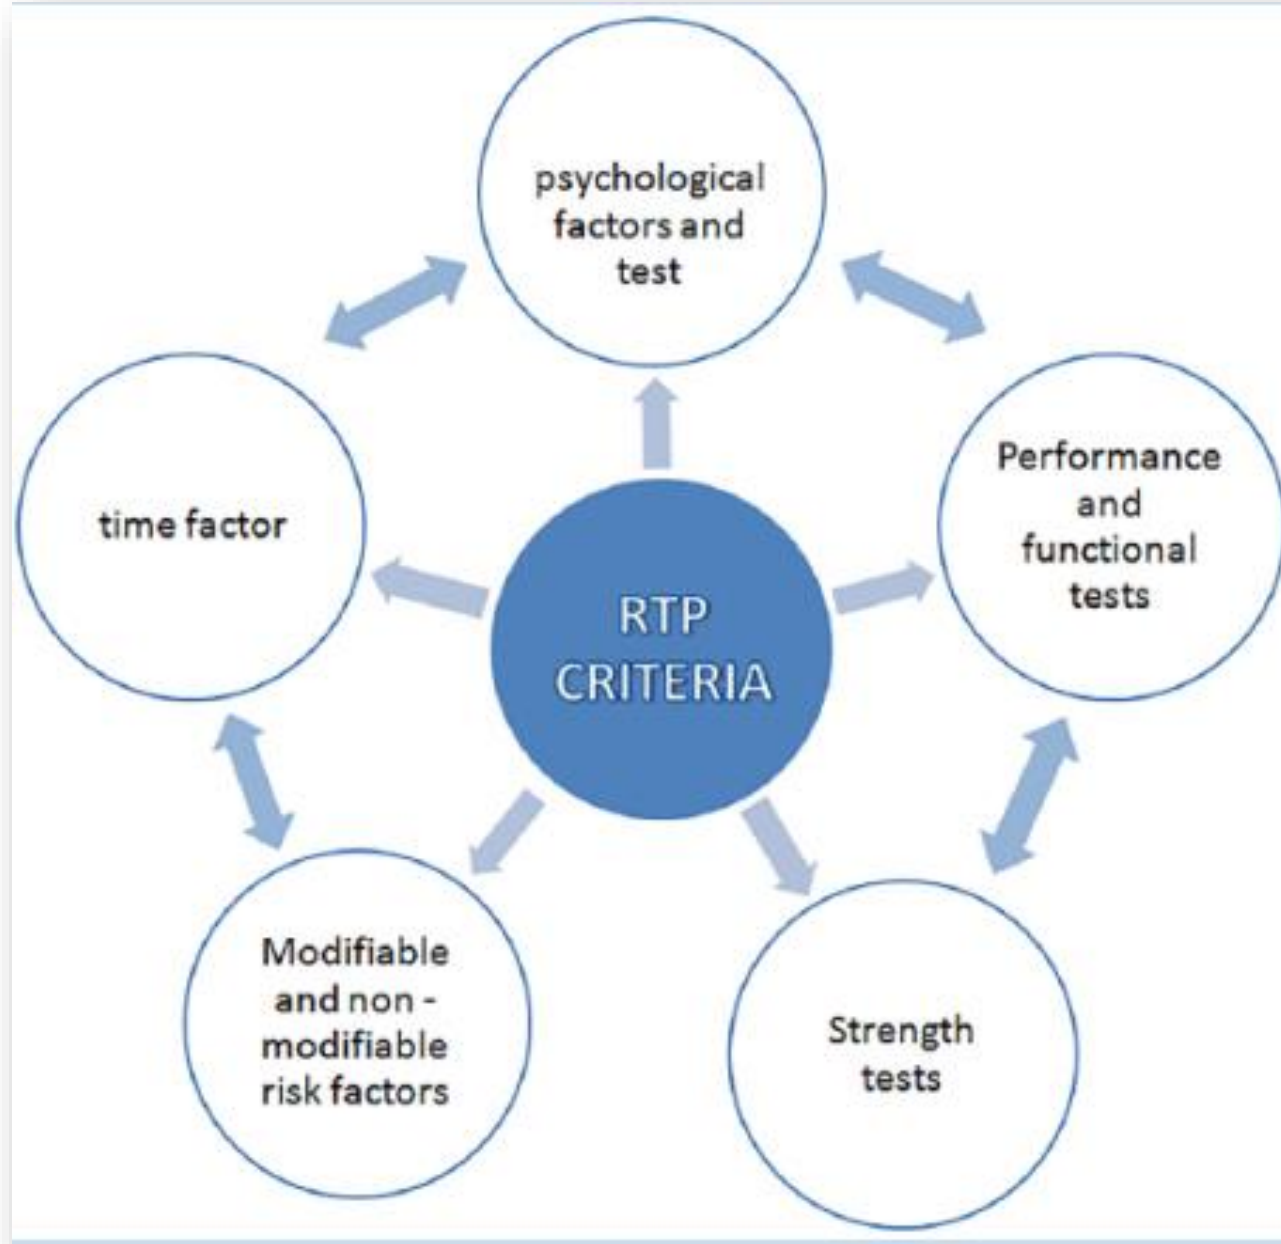 psychological
factors and
test
time factor
Performance
and
functional
tests
RTP
CRITERIA
Modifiable
and non -
modifiable
risk factors
Strength
tests